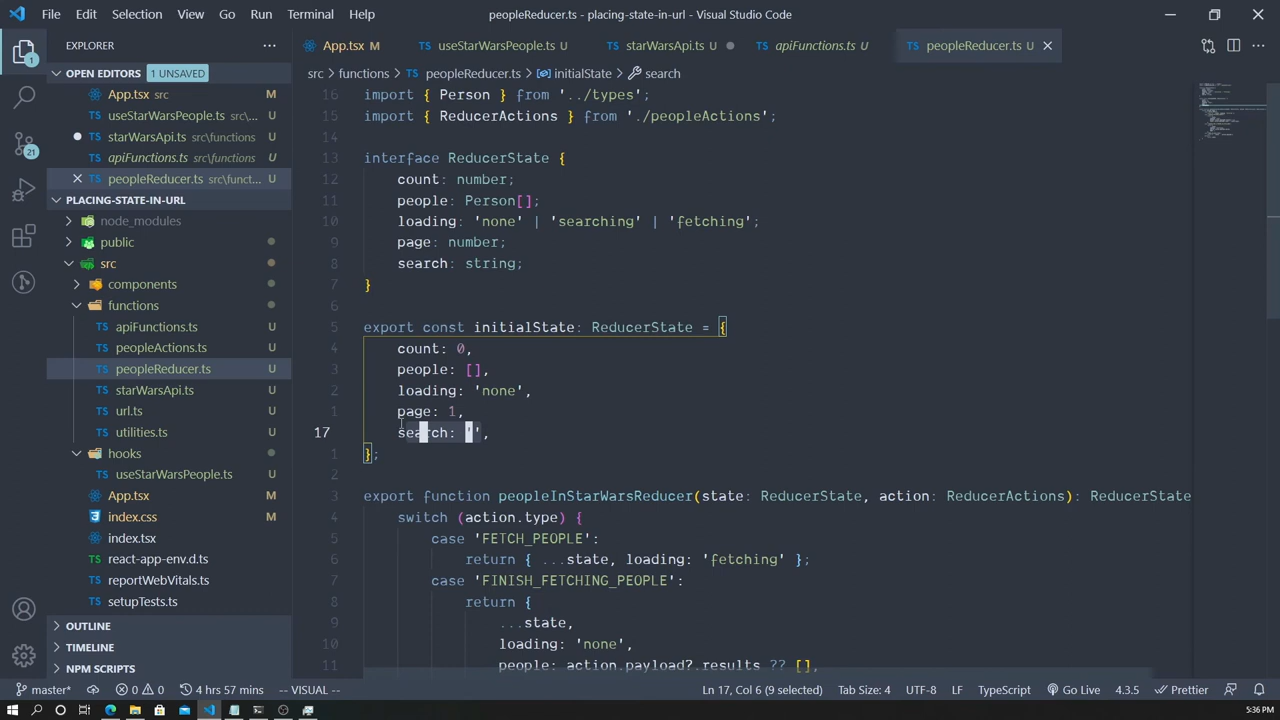 File Edit Selection View Go Run Terminal Help peopleReducer.ts - placing-state-in-url - Visual Studio Code
EXPLORER
App.tsx M useStarWarsPeople.ts U starWarsApi.ts U apiFunctions.ts U peopleReducer.ts U
OPEN EDITORS 1 UNSAVED
App.tsx src M
useStarWarsPeople.ts src\... U
starWarsApi.ts src\functions U
apiFunctions.ts src\functions U
peopleReducer.ts src\funct... U
PLACING-STATE-IN-URL
node_modules
public
src
components
functions
apiFunctions.ts U
peopleActions.ts U
peopleReducer.ts U
starWarsApi.ts U
url.ts U
utilities.ts U
hooks
useStarWarsPeople.ts U
App.tsx M
index.css M
index.tsx
react-app-env.d.ts
reportWebVitals.ts
setupTests.ts
OUTLINE
TIMELINE
NPM SCRIPTS
1
21
src > functions > peopleReducer.ts > initialState > search
16 import { Person } from '../types';
15 import { ReducerActions } from './peopleActions';
14
13 interface ReducerState {
12 count: number;
11 people: Person[];
10 loading: 'none' | 'searching' | 'fetching';
9 page: number;
8 search: string;
7 }
6
5 export const initialState: ReducerState = {
4 count: 0,
3 people: [],
2 loading: 'none',
1 page: 1,
17 search: '',
1 };
2
3 export function peopleInStarWarsReducer(state: ReducerState, action: ReducerActions): ReducerState
4 switch (action.type) {
5 case 'FETCH_PEOPLE':
6 return { ...state, loading: 'fetching' };
7 case 'FINISH_FETCHING_PEOPLE':
8 return {
9 ...state,
10 loading: 'none',
11 people: action.payload?.results ?? [],
master* 0 0 4 hrs 57 mins -- VISUAL -- Ln 17, Col 6 (9 selected) Tab Size: 4 UTF-8 LF TypeScript Go Live 4.3.5 Prettier
5:36 PM